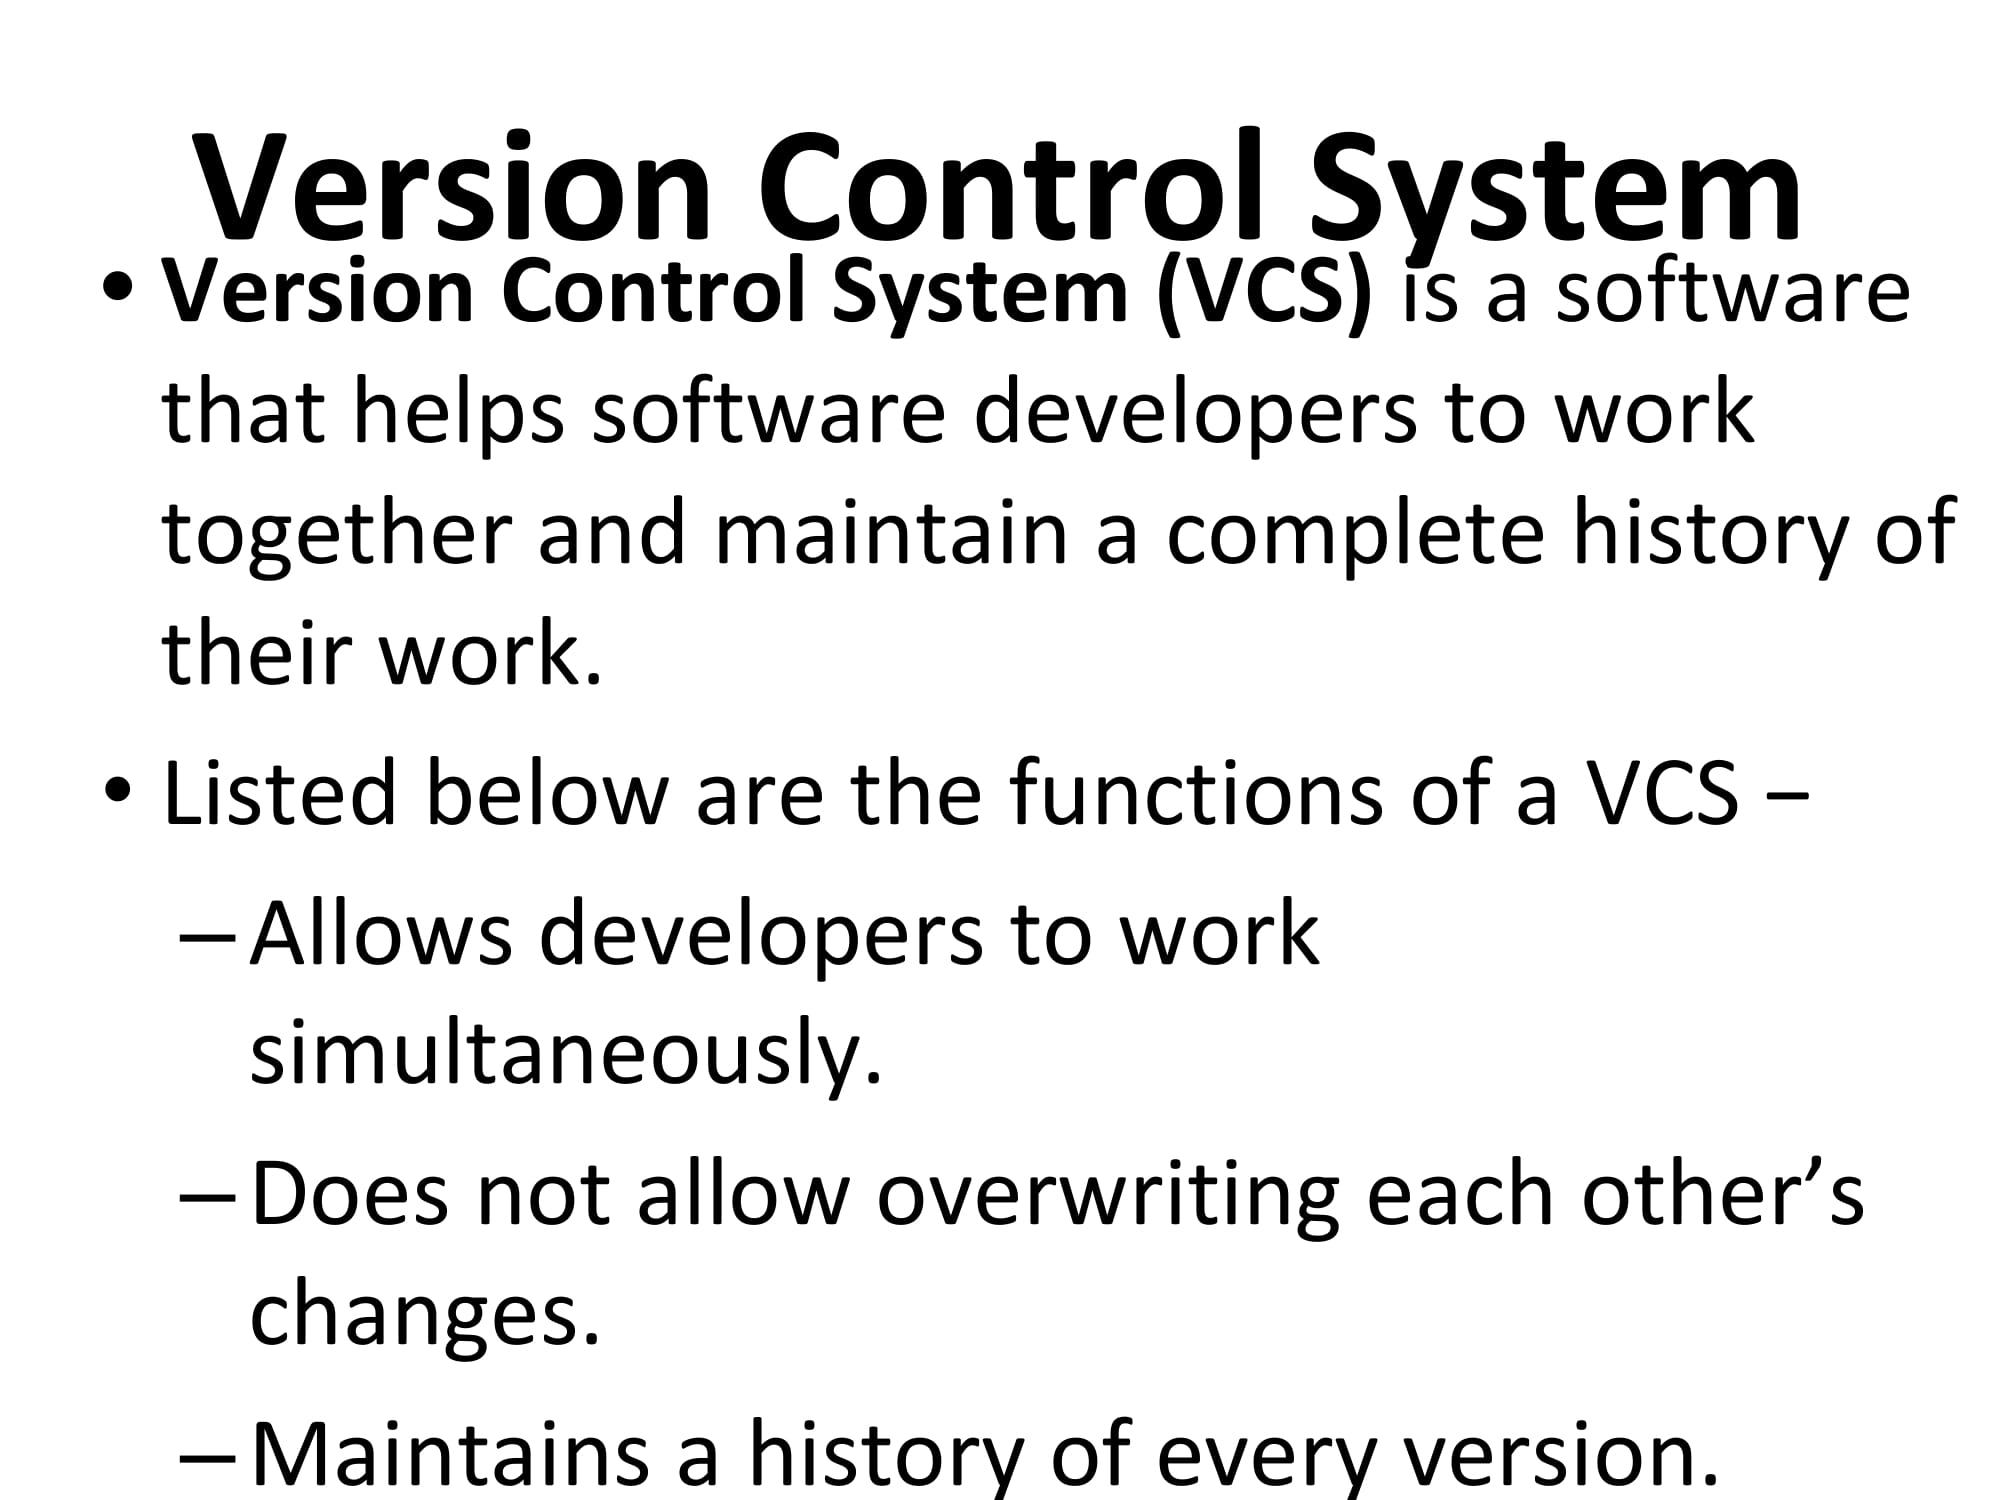 Version Control System
• Version Control System (VCS) is a software
that helps software developers to work
together and maintain a complete history of
their work.
• Listed below are the functions of a VCS –
– Allows developers to work
simultaneously.
– Does not allow overwriting each other’s
changes.
– Maintains a history of every version.